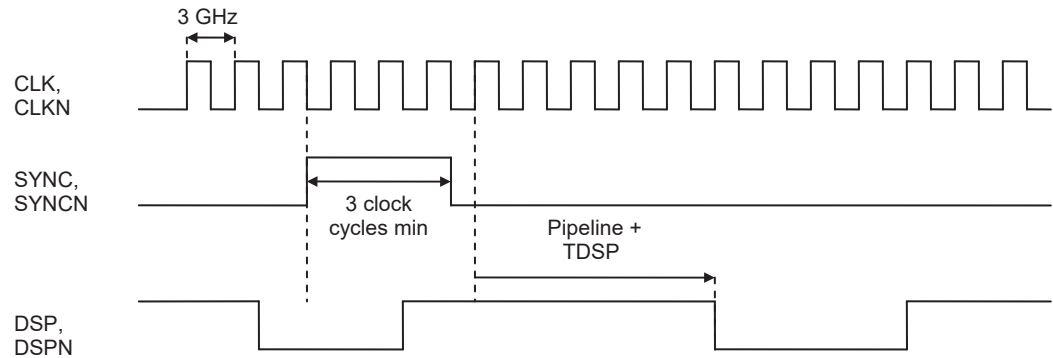 3 GHz
CLK,
CLKN
SYNC,
SYNCN
3 clock
cycles min
Pipeline +
TDSP
DSP,
DSPN